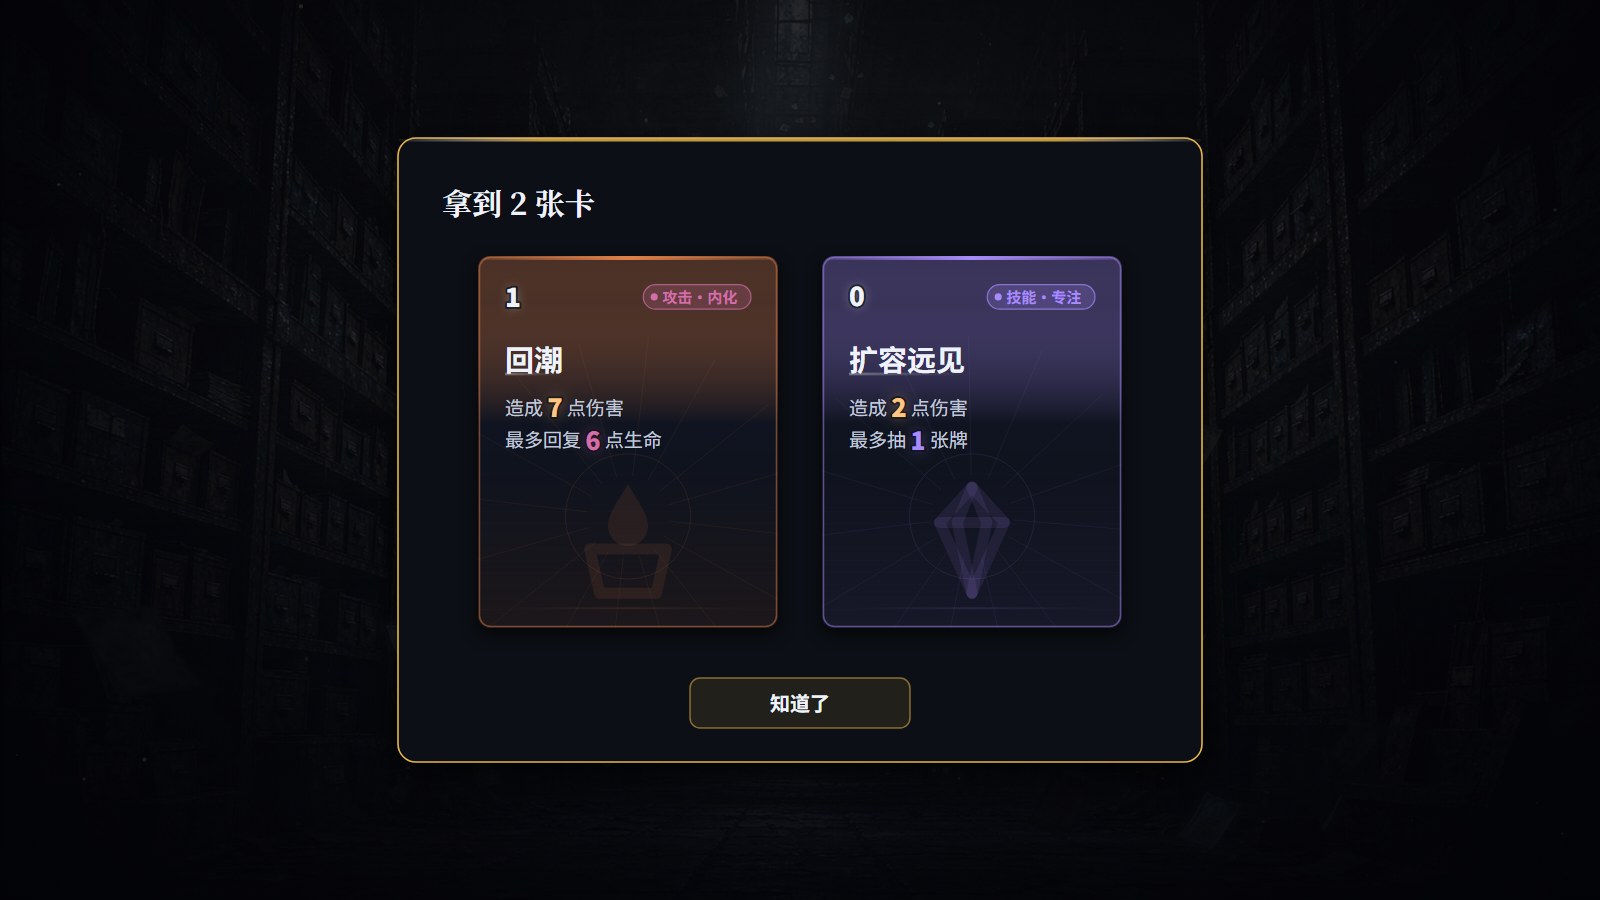 拿到 2 张卡
1
攻击·内化
回潮
造成 7 点伤害
最多回复 6 点生命
0
技能·专注
扩容远见
造成 2 点伤害
最多抽 1 张牌
知道了